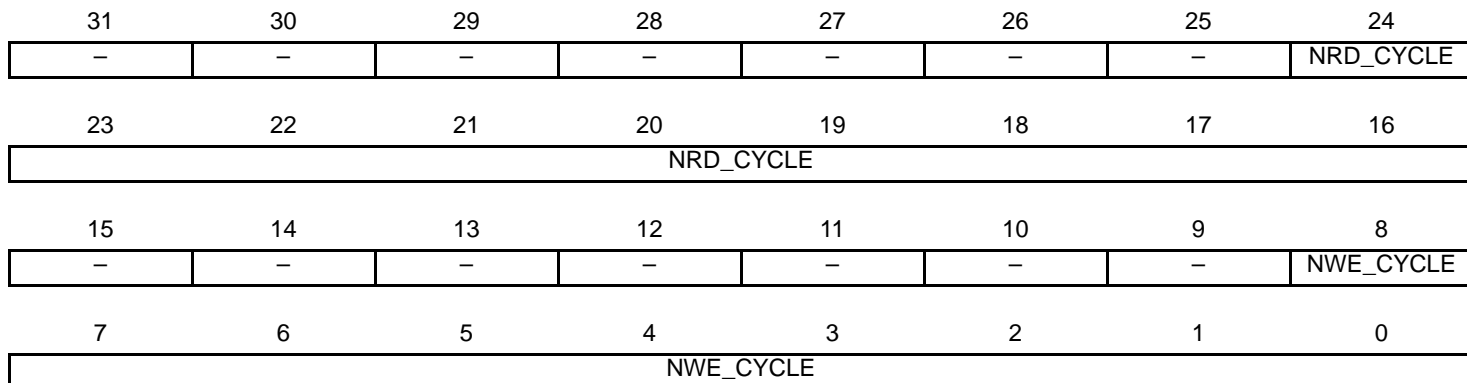 31 30 29 28 27 26 25 24
– – – – – – – NRD_CYCLE
23 22 21 20 19 18 17 16
NRD_CYCLE
15 14 13 12 11 10 9 8
– – – – – – – NWE_CYCLE
7 6 5 4 3 2 1 0
NWE_CYCLE